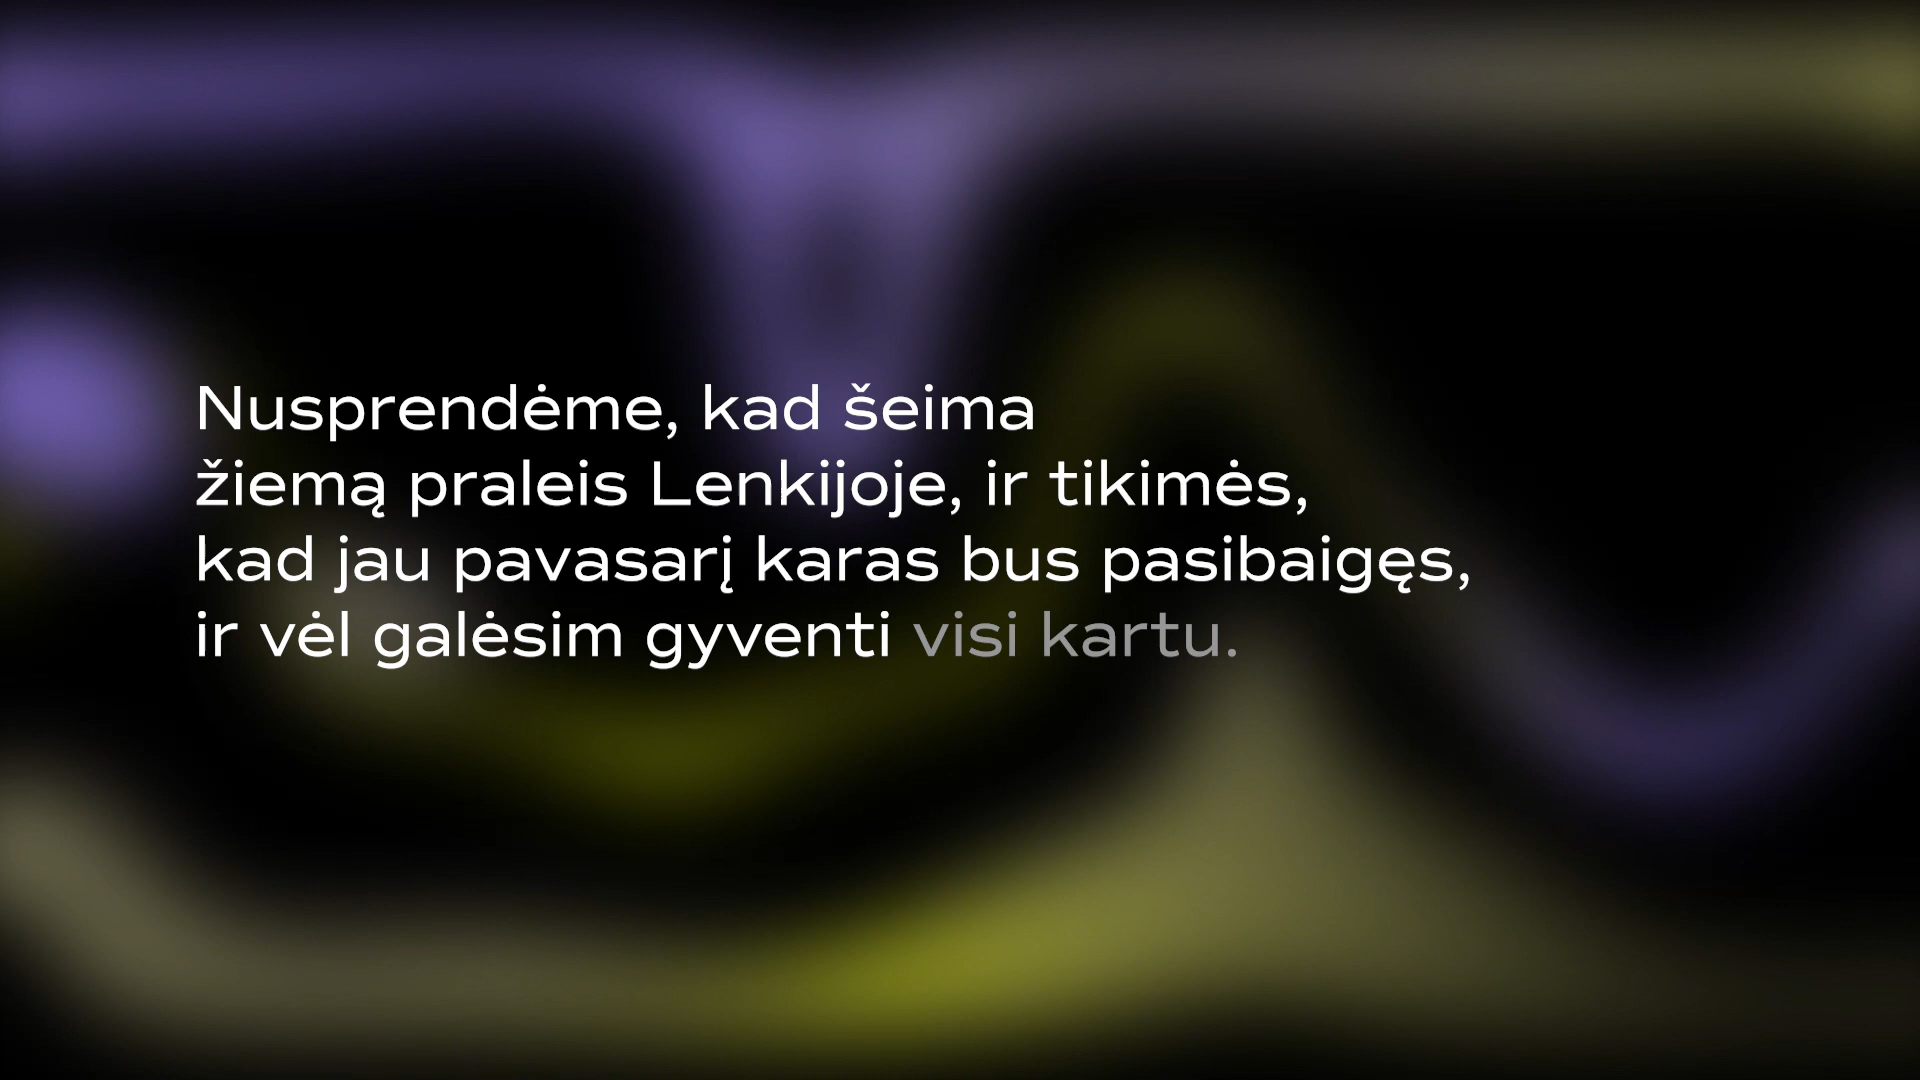 Nusprendėme, kad šeima
žiemą praleis Lenkijoje, ir tikimės,
kad jau pavasarį karas bus pasibaigęs,
ir vėl galėsim gyventi visi kartu.